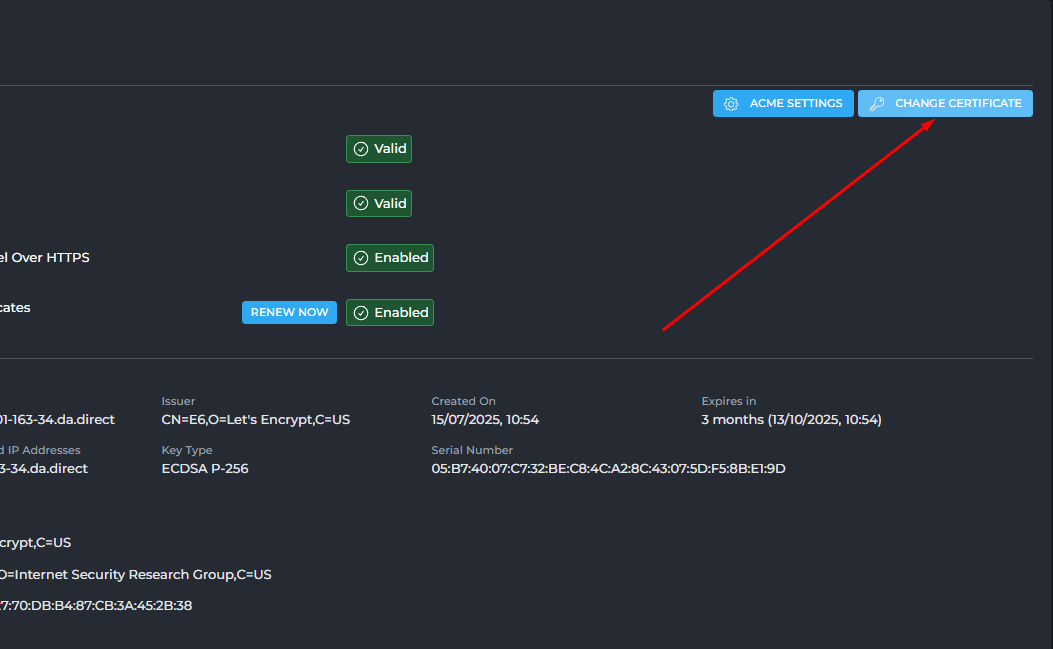 ACME SETTINGS CHANGE CERTIFICATE
Valid
Valid
el Over HTTPS Enabled
cates RENEW NOW Enabled
Issuer Created On Expires in
01-163-34.da.direct CN=E6,O=Let's Encrypt,C=US 15/07/2025, 10:54 3 months (13/10/2025, 10:54)
d IP Addresses Key Type Serial Number
3-34.da.direct ECDSA P-256 05:B7:40:07:C7:32:BE:C8:4C:A2:8C:43:07:5D:F5:8B:E1:9D
crypt,C=US
O=Internet Security Research Group,C=US
27:70:DB:B4:87:CB:3A:45:2B:38